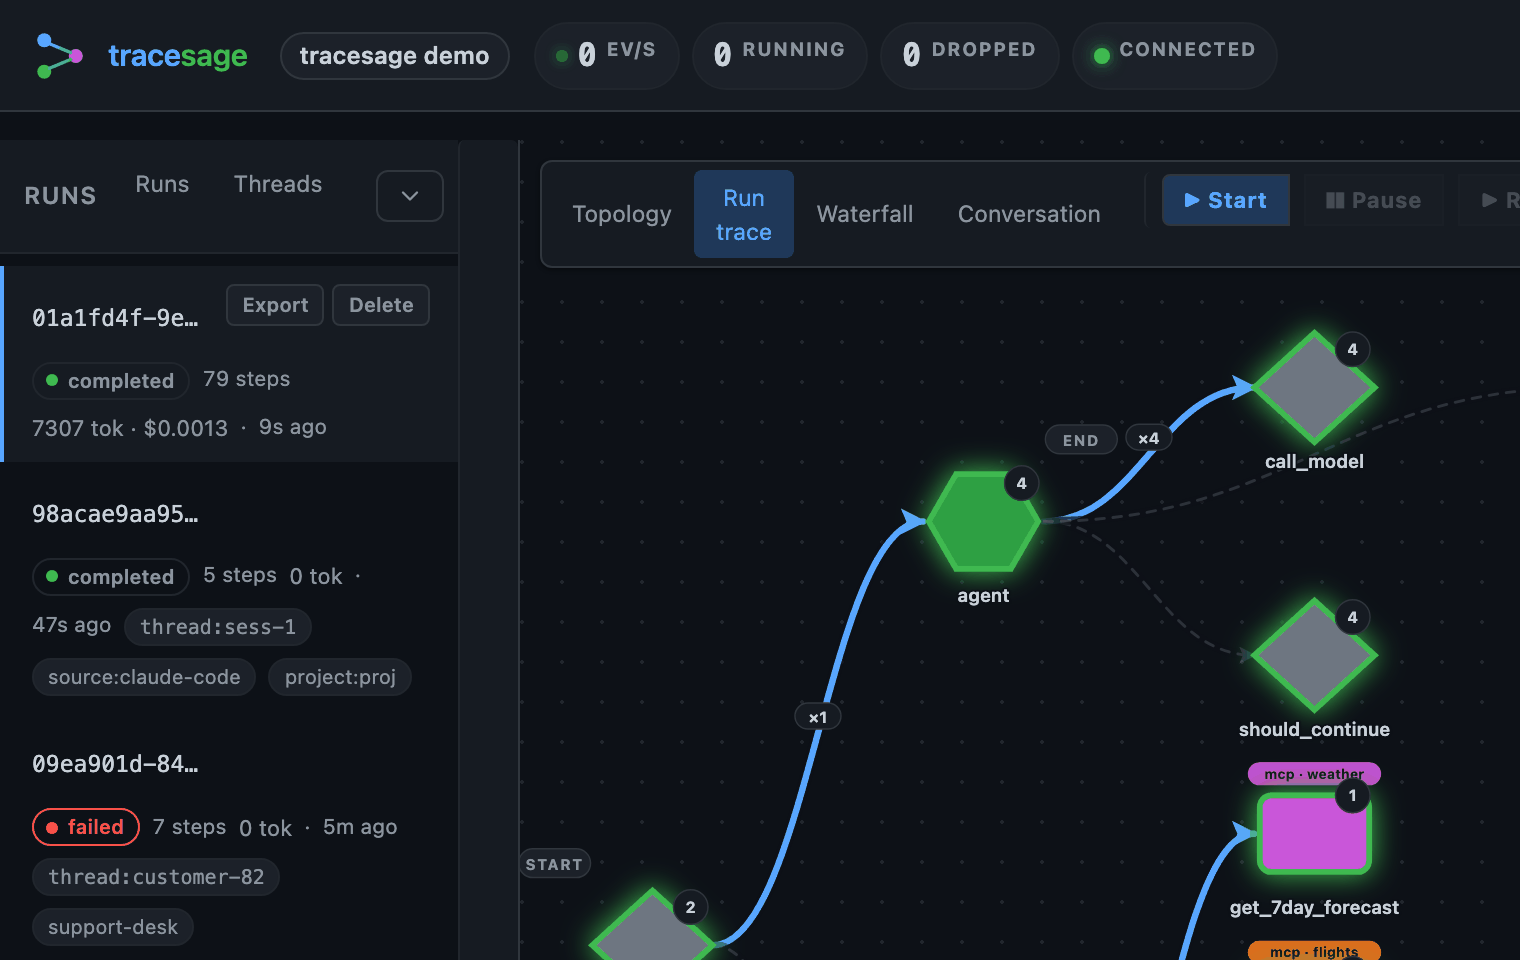 tracesage
tracesage demo
0 EV/S
0 RUNNING
0 DROPPED
CONNECTED
RUNS
Runs
Threads
Topology
Run
trace
Waterfall
Conversation
Start
Pause
01a1fd4f-9e…
Export
Delete
completed
79 steps
7307 tok · $0.0013 · 9s ago
98acae9aa95…
completed
5 steps 0 tok ·
47s ago
thread:sess-1
source:claude-code
project:proj
09ea901d-84…
failed
7 steps 0 tok · 5m ago
thread:customer-82
support-desk
4
call_model
END
×4
4
agent
4
should_continue
×1
mcp · weather
1
get_7day_forecast
START
2
mcp · flights